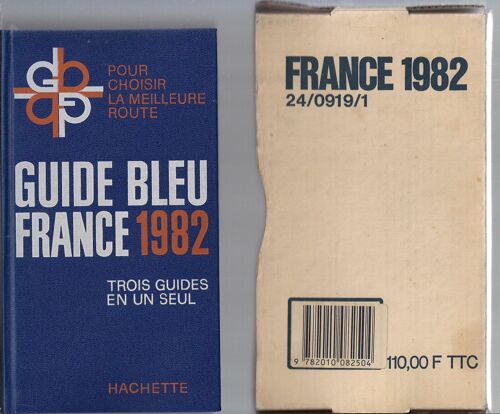 POUR
CHOISIR
LA MEILLEURE
ROUTE
GUIDE BLEU
FRANCE 1982
TROIS GUIDES
EN UN SEUL
HACHETTE
FRANCE 1982
24/0919/1
9 782010 082504
110,00 F TTC